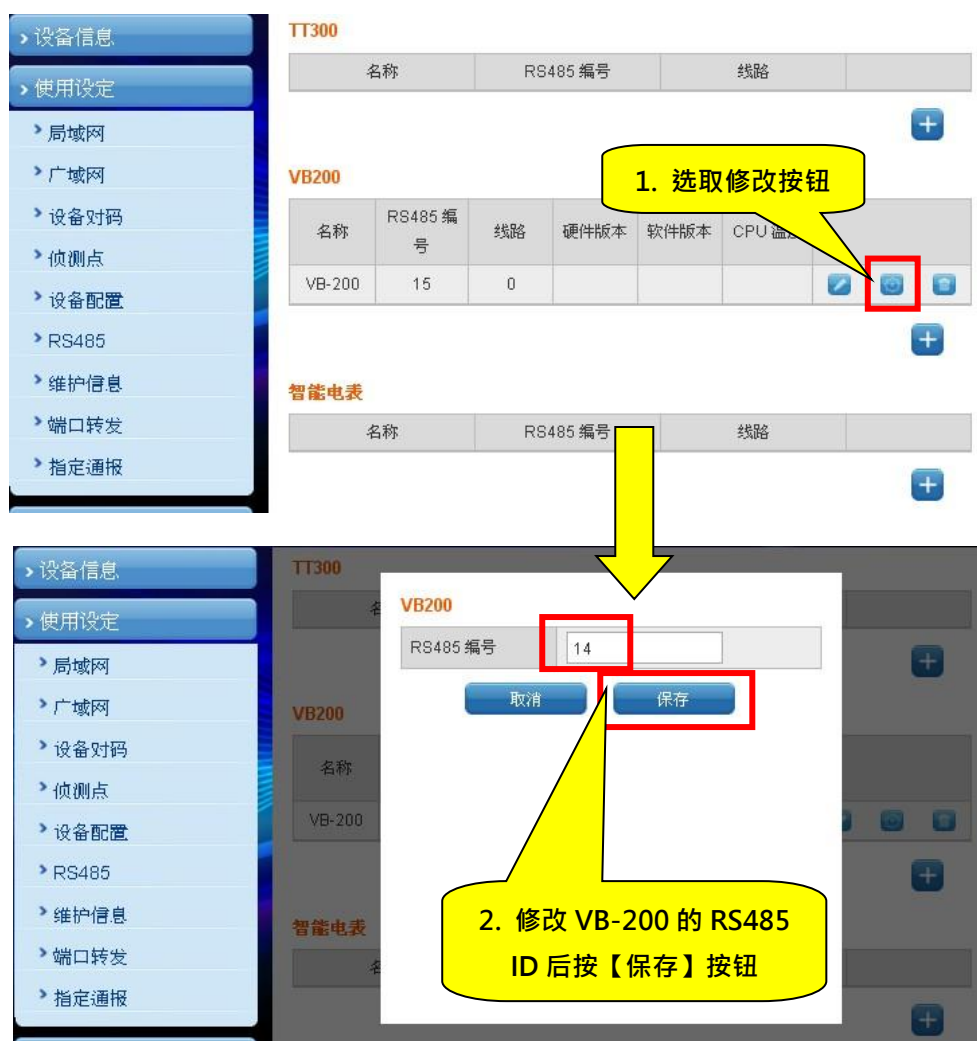 设备信息
使用设定
局域网
广域网
设备对码
侦测点
设备配置
RS485
维护信息
端口转发
指定通报
TT300
名称 RS485 编号 线路
VB200
1. 选取修改按钮
名称 RS485 编号 线路 硬件版本 软件版本 CPU 温
VB-200 15 0
智能电表
名称 RS485 编号 线路
设备信息
使用设定
局域网
广域网
设备对码
侦测点
设备配置
RS485
维护信息
端口转发
指定通报
TT300
VB200
RS485 编号 14
取消 保存
VB200
名称
VB-200
智能电表
2. 修改 VB-200 的 RS485
ID 后按【保存】按钮